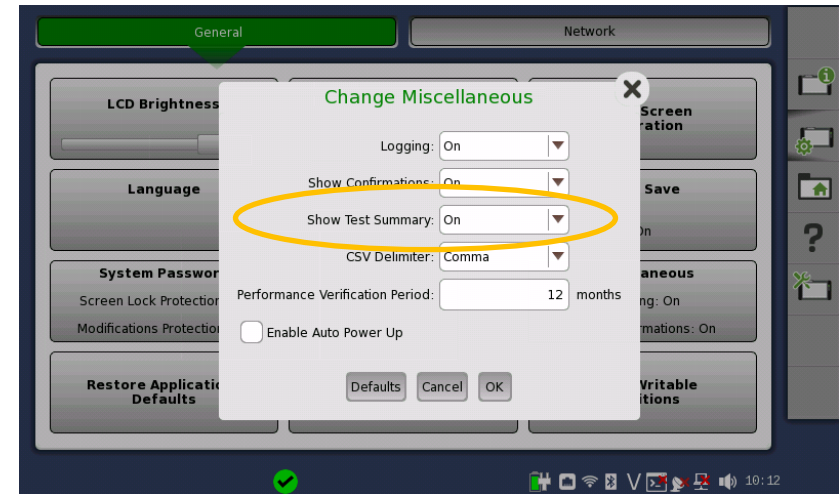 General
Network
LCD Brightness
Screen
ration
Change Miscellaneous
Logging: On
Show Confirmations: On
Language
Save
Show Test Summary: On
On
CSV Delimiter: Comma
System Passwor
aneous
Screen Lock Protection
Performance Verification Period: 12 months
ng: On
Modifications Protection
Enable Auto Power Up
rmations: On
Restore Applicatio
Defaults
Defaults Cancel OK
Writable
itions
?
V
10:12